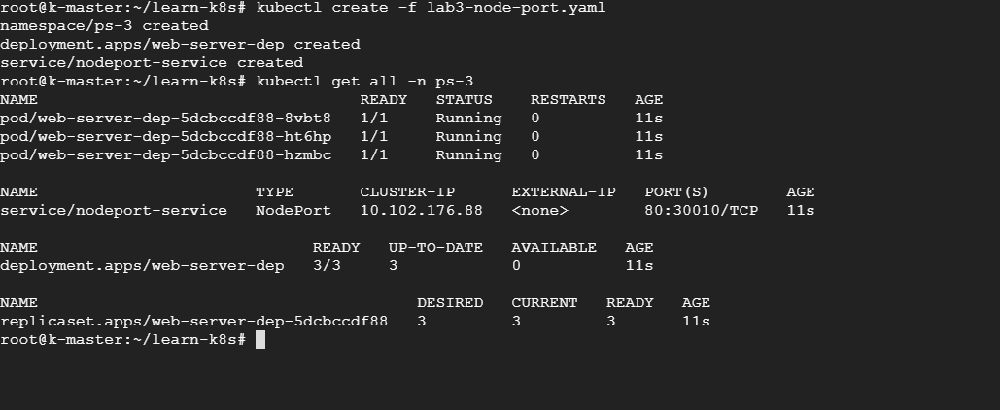 root@k-master:~/learn-k8s# kubectl create -f lab3-node-port.yaml
namespace/ps-3 created
deployment.apps/web-server-dep created
service/nodeport-service created
root@k-master:~/learn-k8s# kubectl get all -n ps-3
NAME                                  READY   STATUS    RESTARTS   AGE
pod/web-server-dep-5dcbccdf88-8vbt8   1/1     Running   0          11s
pod/web-server-dep-5dcbccdf88-ht6hp   1/1     Running   0          11s
pod/web-server-dep-5dcbccdf88-hzmbc   1/1     Running   0          11s

NAME                       TYPE       CLUSTER-IP      EXTERNAL-IP   PORT(S)        AGE
service/nodeport-service   NodePort   10.102.176.88   <none>        80:30010/TCP   11s

NAME                             READY   UP-TO-DATE   AVAILABLE   AGE
deployment.apps/web-server-dep   3/3     3            0           11s

NAME                                        DESIRED   CURRENT   READY   AGE
replicaset.apps/web-server-dep-5dcbccdf88   3         3         3       11s
root@k-master:~/learn-k8s#